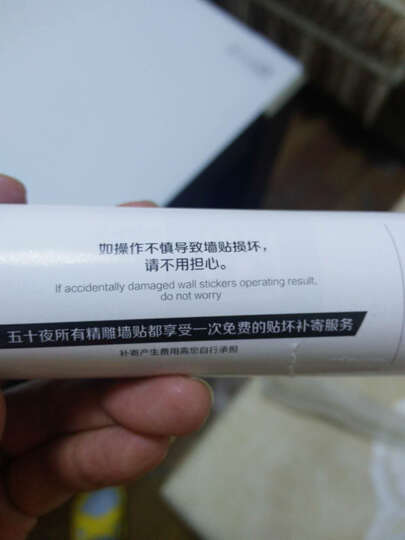 如操作不慎导致墙贴损坏，
请不用担心。
If accidentally damaged wall stickers operating result,
do not worry
五十夜所有精雕墙贴都享受一次免费的贴坏补寄服务
补寄产生费用需您自行承担